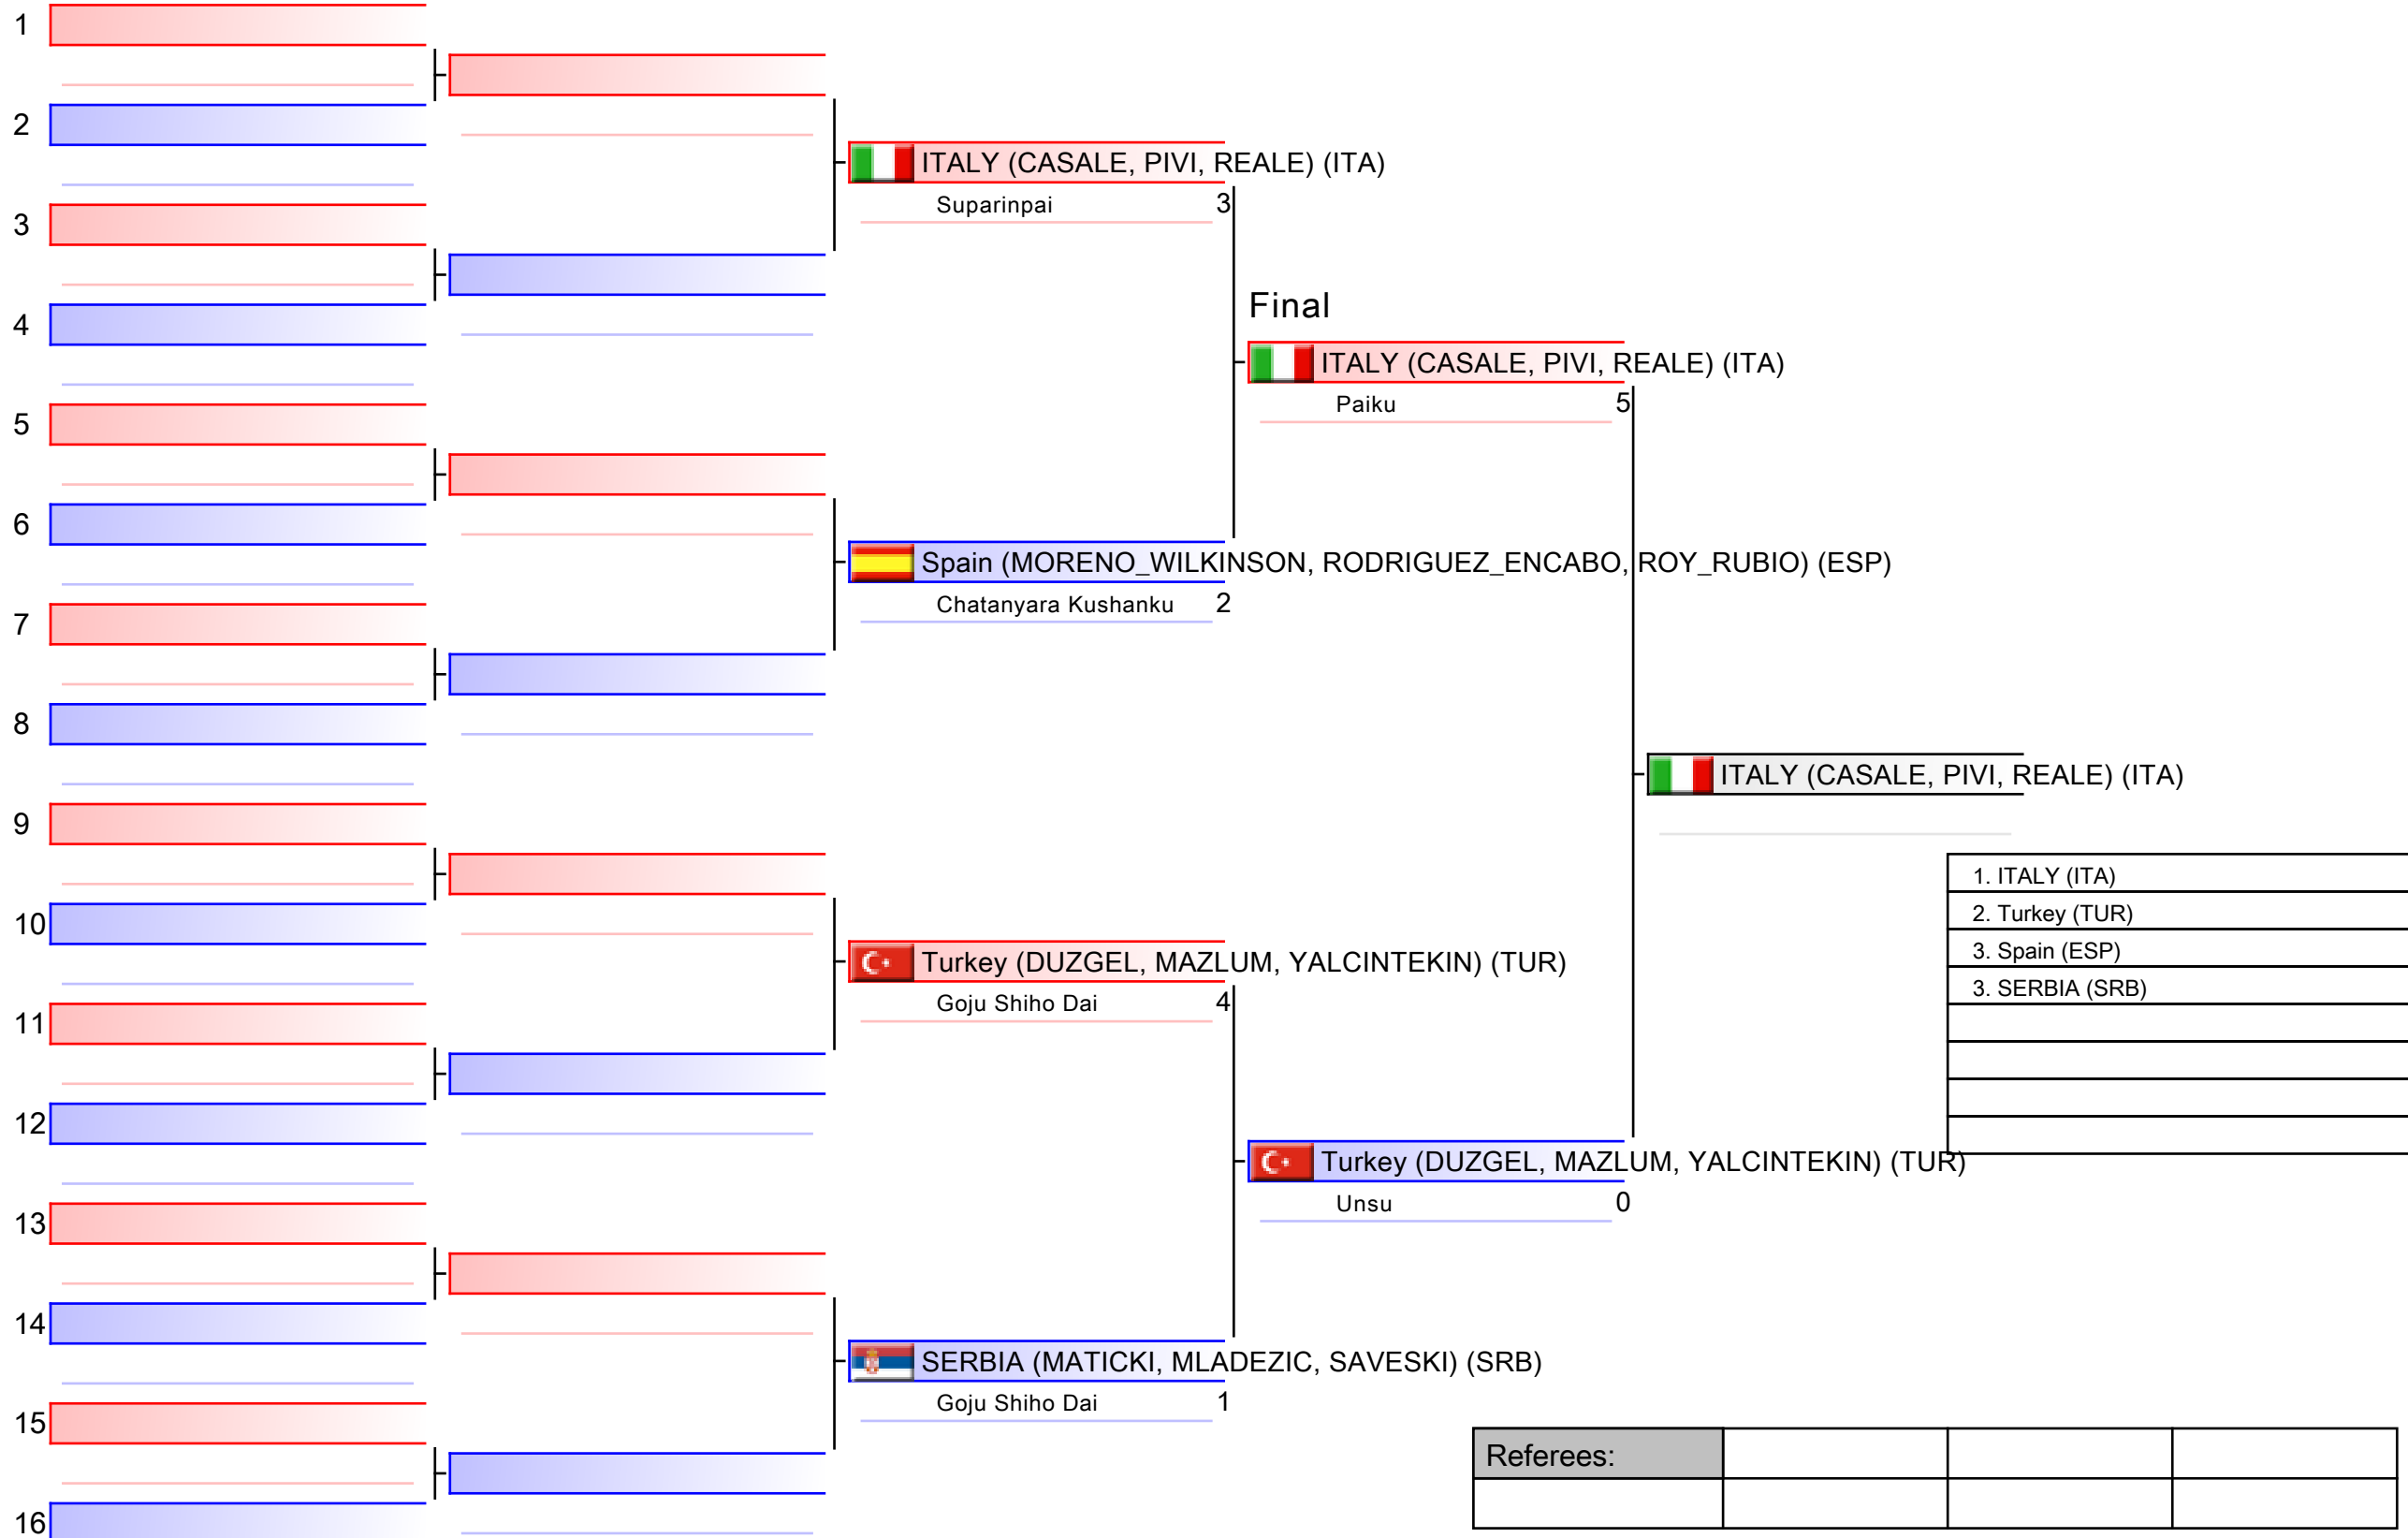 1
2
ITALY (CASALE, PIVI, REALE) (ITA)
Suparinpai 3
3
Final
4
ITALY (CASALE, PIVI, REALE) (ITA)
Paiku 5
5
6
Spain (MORENO_WILKINSON, RODRIGUEZ_ENCABO, ROY_RUBIO) (ESP)
Chatanyara Kushanku 2
7
8
ITALY (CASALE, PIVI, REALE) (ITA)
9
1. ITALY (ITA)
2. Turkey (TUR)
3. Spain (ESP)
3. SERBIA (SRB)
10
Turkey (DUZGEL, MAZLUM, YALCINTEKIN) (TUR)
Goju Shiho Dai 4
11
12
Turkey (DUZGEL, MAZLUM, YALCINTEKIN) (TUR)
Unsu 0
13
14
SERBIA (MATICKI, MLADEZIC, SAVESKI) (SRB)
Goju Shiho Dai 1
15
Referees:
16